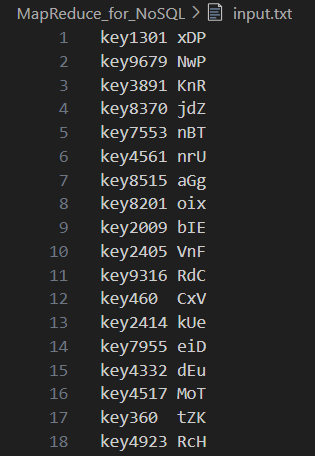 MapReduce_for_NoSQL > input.txt
1 key1301 xDP
2 key9679 NwP
3 key3891 KnR
4 key8370 jdZ
5 key7553 nBT
6 key4561 nrU
7 key8515 aGg
8 key8201 oix
9 key2009 bIE
10 key2405 VnF
11 key9316 RdC
12 key460  CxV
13 key2414 kUe
14 key7955 eiD
15 key4332 dEu
16 key4517 MoT
17 key360  tZK
18 key4923 RcH